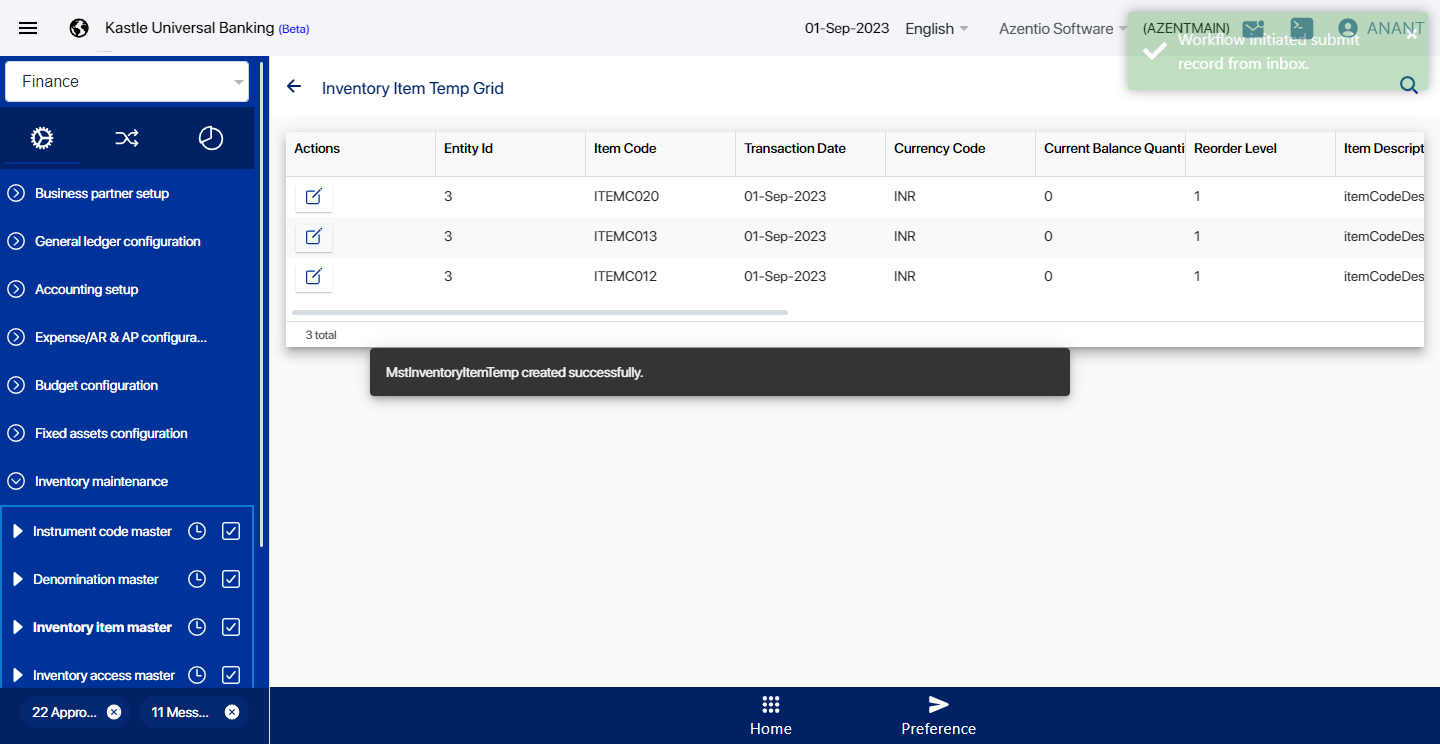 Kastle Universal Banking (Beta)
01-Sep-2023
English
Azentio Software
(AZENTMAIN)
ANANT
Workflow initiated submit
record from inbox.
Finance
Inventory Item Temp Grid
Actions Entity Id Item Code Transaction Date Currency Code Current Balance Quanti Reorder Level Item Descript
3 ITEMC020 01-Sep-2023 INR 0 1 itemCodeDes
3 ITEMC013 01-Sep-2023 INR 0 1 itemCodeDes
3 ITEMC012 01-Sep-2023 INR 0 1 itemCodeDes
3 total
MstInventoryItemTemp created successfully.
Business partner setup
General ledger configuration
Accounting setup
Expense/AR & AP configura...
Budget configuration
Fixed assets configuration
Inventory maintenance
Instrument code master
Denomination master
Inventory item master
Inventory access master
22 Appro...
11 Mess...
Home
Preference